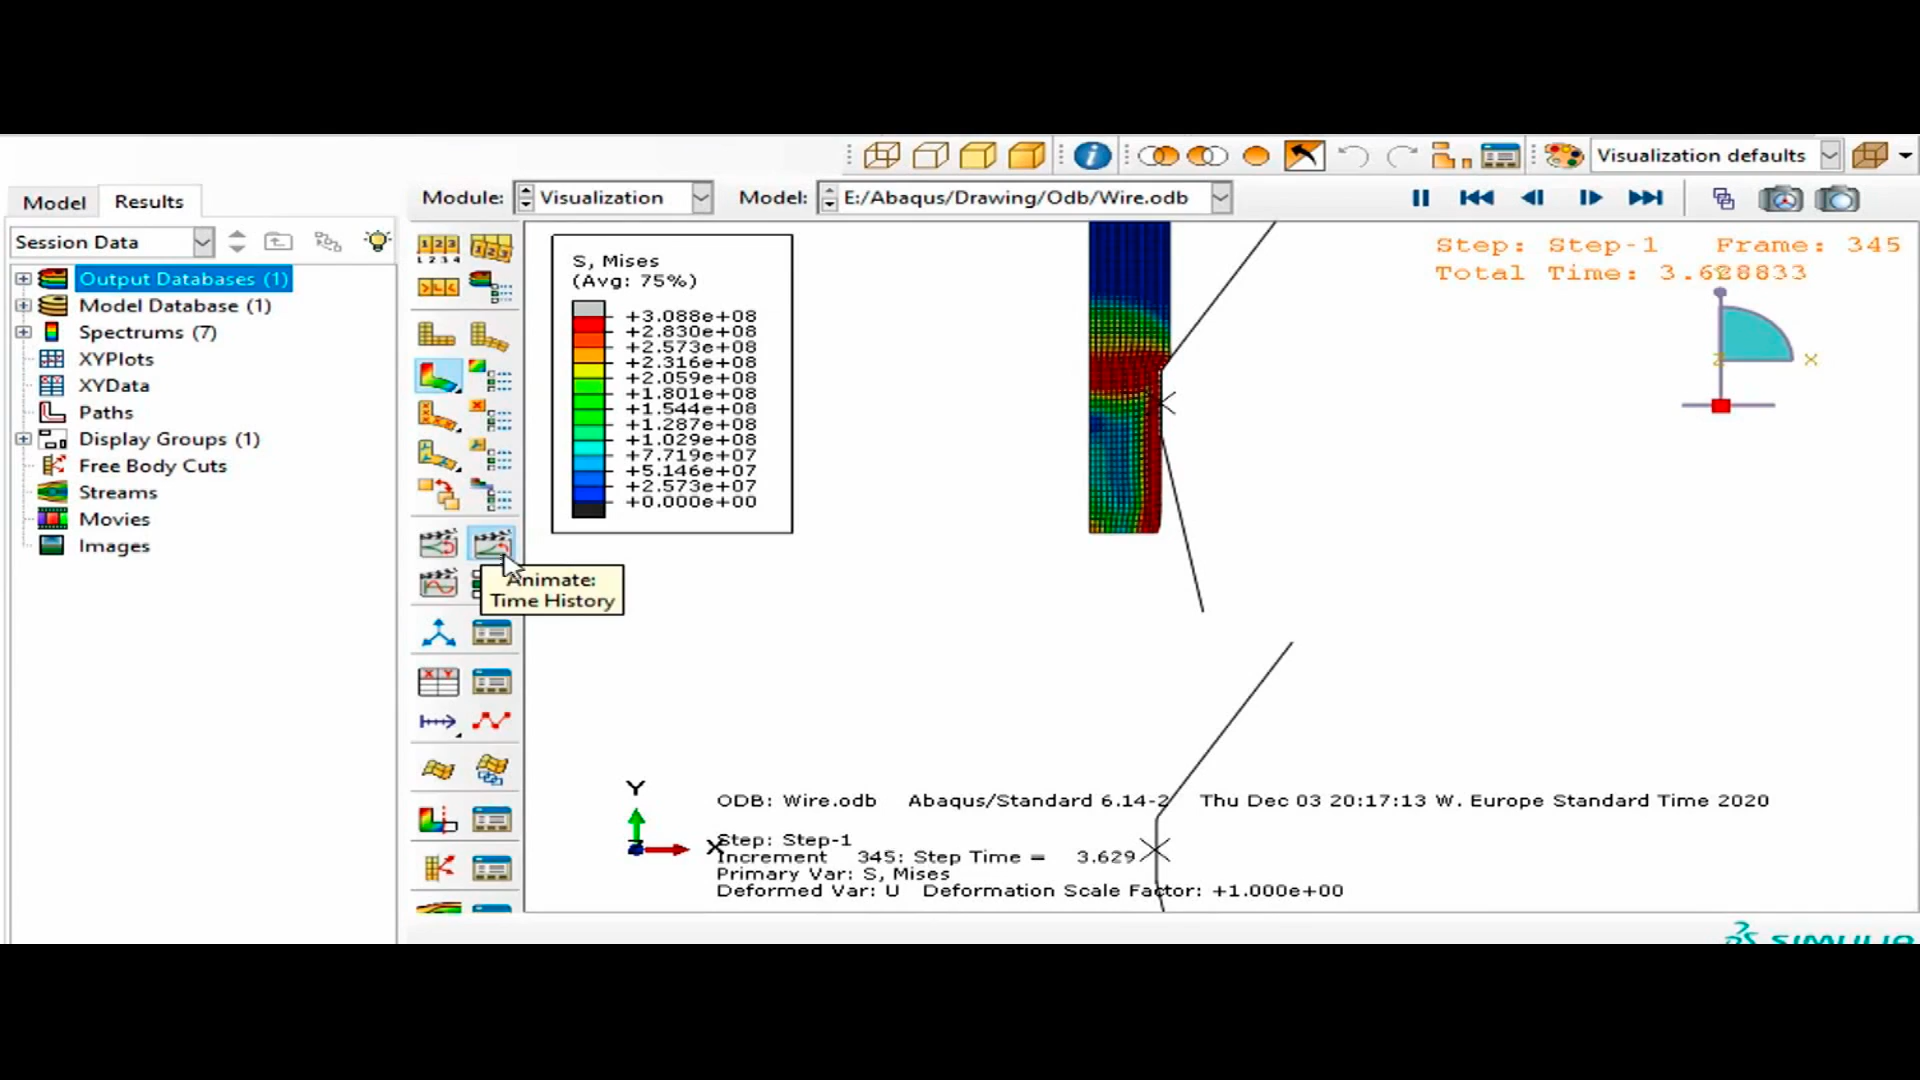 Visualization defaults
Model Results
Module: Visualization Model: E:/Abaqus/Drawing/Odb/Wire.odb
Session Data
Output Databases (1)
Model Database (1)
Spectrums (7)
XYPlots
XYData
Paths
Display Groups (1)
Free Body Cuts
Streams
Movies
Images
Animate:
Time History
S, Mises
(Avg: 75%)
+3.088e+08
+2.830e+08
+2.573e+08
+2.316e+08
+2.059e+08
+1.801e+08
+1.544e+08
+1.287e+08
+1.029e+08
+7.719e+07
+5.146e+07
+2.573e+07
+0.000e+00
Step: Step-1 Frame: 345
Total Time: 3.628833
Z X
Y
X
ODB: Wire.odb Abaqus/Standard 6.14-2 Thu Dec 03 20:17:13 W. Europe Standard Time 2020
Step: Step-1
Increment 345: Step Time = 3.629
Primary Var: S, Mises
Deformed Var: U Deformation Scale Factor: +1.000e+00
SIMULIA